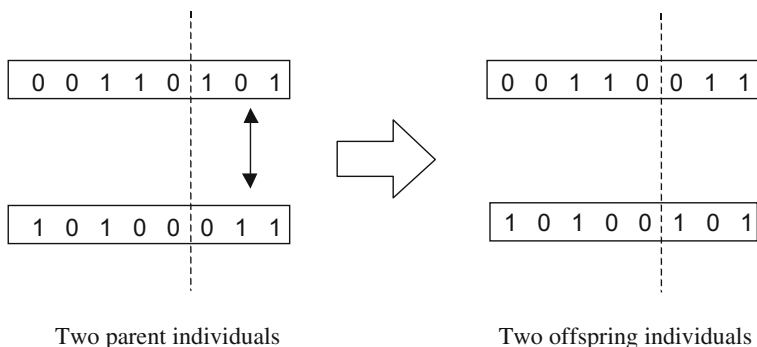 0 0 1 1 0 1 0 1
0 0 1 1 0 0 1 1
1 0 1 0 0 0 1 1
1 0 1 0 0 1 0 1
Two parent individuals
Two offspring individuals